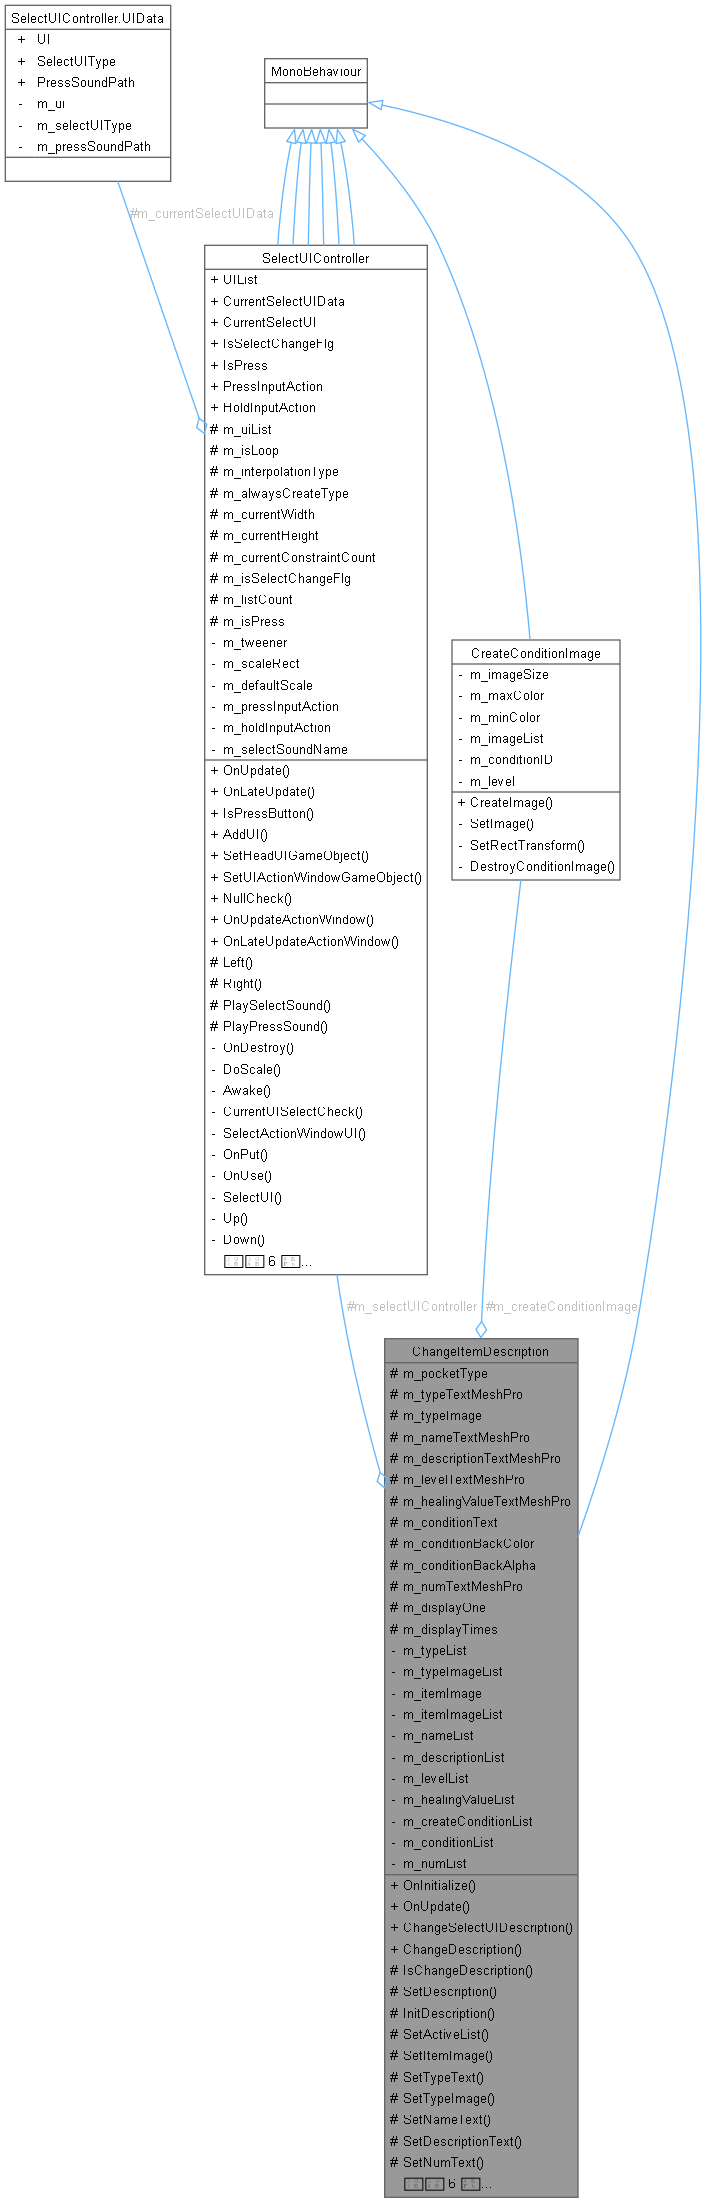 SelectUIController.UIData
+ UI
+ SelectUIType
+ PressSoundPath
- m_ui
- m_selectUIType
- m_pressSoundPath
MonoBehaviour
#m_currentSelectUIData
SelectUIController
+ UIList
+ CurrentSelectUIData
+ CurrentSelectUI
+ IsSelectChangeFlg
+ IsPress
+ PressInputAction
+ HoldInputAction
# m_uiList
# m_isLoop
# m_interpolationType
# m_alwaysCreateType
# m_currentWidth
# m_currentHeight
# m_currentConstraintCount
# m_isSelectChangeFlg
# m_listCount
# m_isPress
- m_tweener
- m_scaleRect
- m_defaultScale
- m_pressInputAction
- m_holdInputAction
- m_selectSoundName
+ OnUpdate()
+ OnLateUpdate()
+ IsPressButton()
+ AddUI()
+ SetHeadUIGameObject()
+ SetUIActionWindowGameObject()
+ NullCheck()
+ OnUpdateActionWindow()
+ OnLateUpdateActionWindow()
# Left()
# Right()
# PlaySelectSound()
# PlayPressSound()
- OnDestroy()
- DoScale()
- Awake()
- CurrentUISelectCheck()
- SelectActionWindowUI()
- OnPut()
- OnUse()
- SelectUI()
- Up()
- Down()
6 ...
CreateConditionImage
- m_imageSize
- m_maxColor
- m_minColor
- m_imageList
- m_conditionID
- m_level
+ CreateImage()
- SetImage()
- SetRectTransform()
- DestroyConditionImage()
#m_selectUIController
#m_createConditionImage
ChangeItemDescription
# m_pocketType
# m_typeTextMeshPro
# m_typeImage
# m_nameTextMeshPro
# m_descriptionTextMeshPro
# m_levelTextMeshPro
# m_healingValueTextMeshPro
# m_conditionText
# m_conditionBackColor
# m_conditionBackAlpha
# m_numTextMeshPro
# m_displayOne
# m_displayTimes
- m_typeList
- m_typeImageList
- m_itemImage
- m_itemImageList
- m_nameList
- m_descriptionList
- m_levelList
- m_healingValueList
- m_createConditionList
- m_conditionList
- m_numList
+ OnInitialize()
+ OnUpdate()
+ ChangeSelectUIDescription()
+ ChangeDescription()
# IsChangeDescription()
# SetDescription()
# InitDescription()
# SetActiveList()
# SetItemImage()
# SetTypeText()
# SetTypeImage()
# SetNameText()
# SetDescriptionText()
# SetNumText()
6 ...